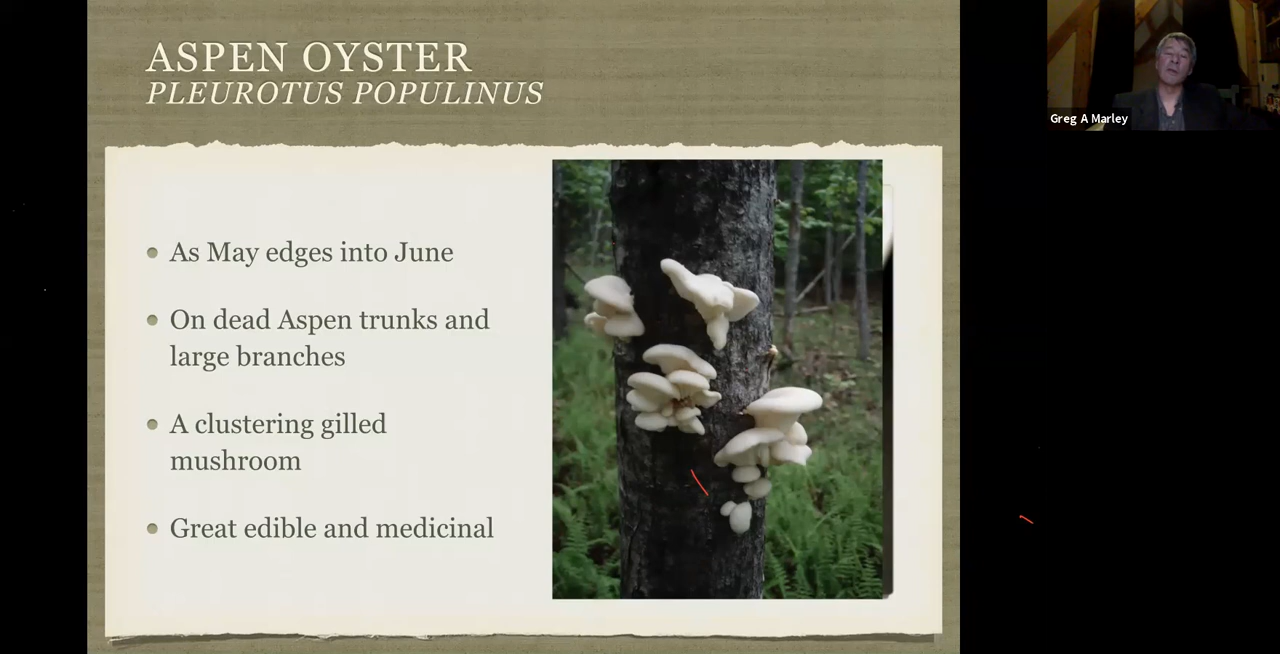 ASPEN OYSTER
PLEUROTUS POPULINUS
As May edges into June
On dead Aspen trunks and
large branches
A clustering gilled
mushroom
Great edible and medicinal
Greg A Marley